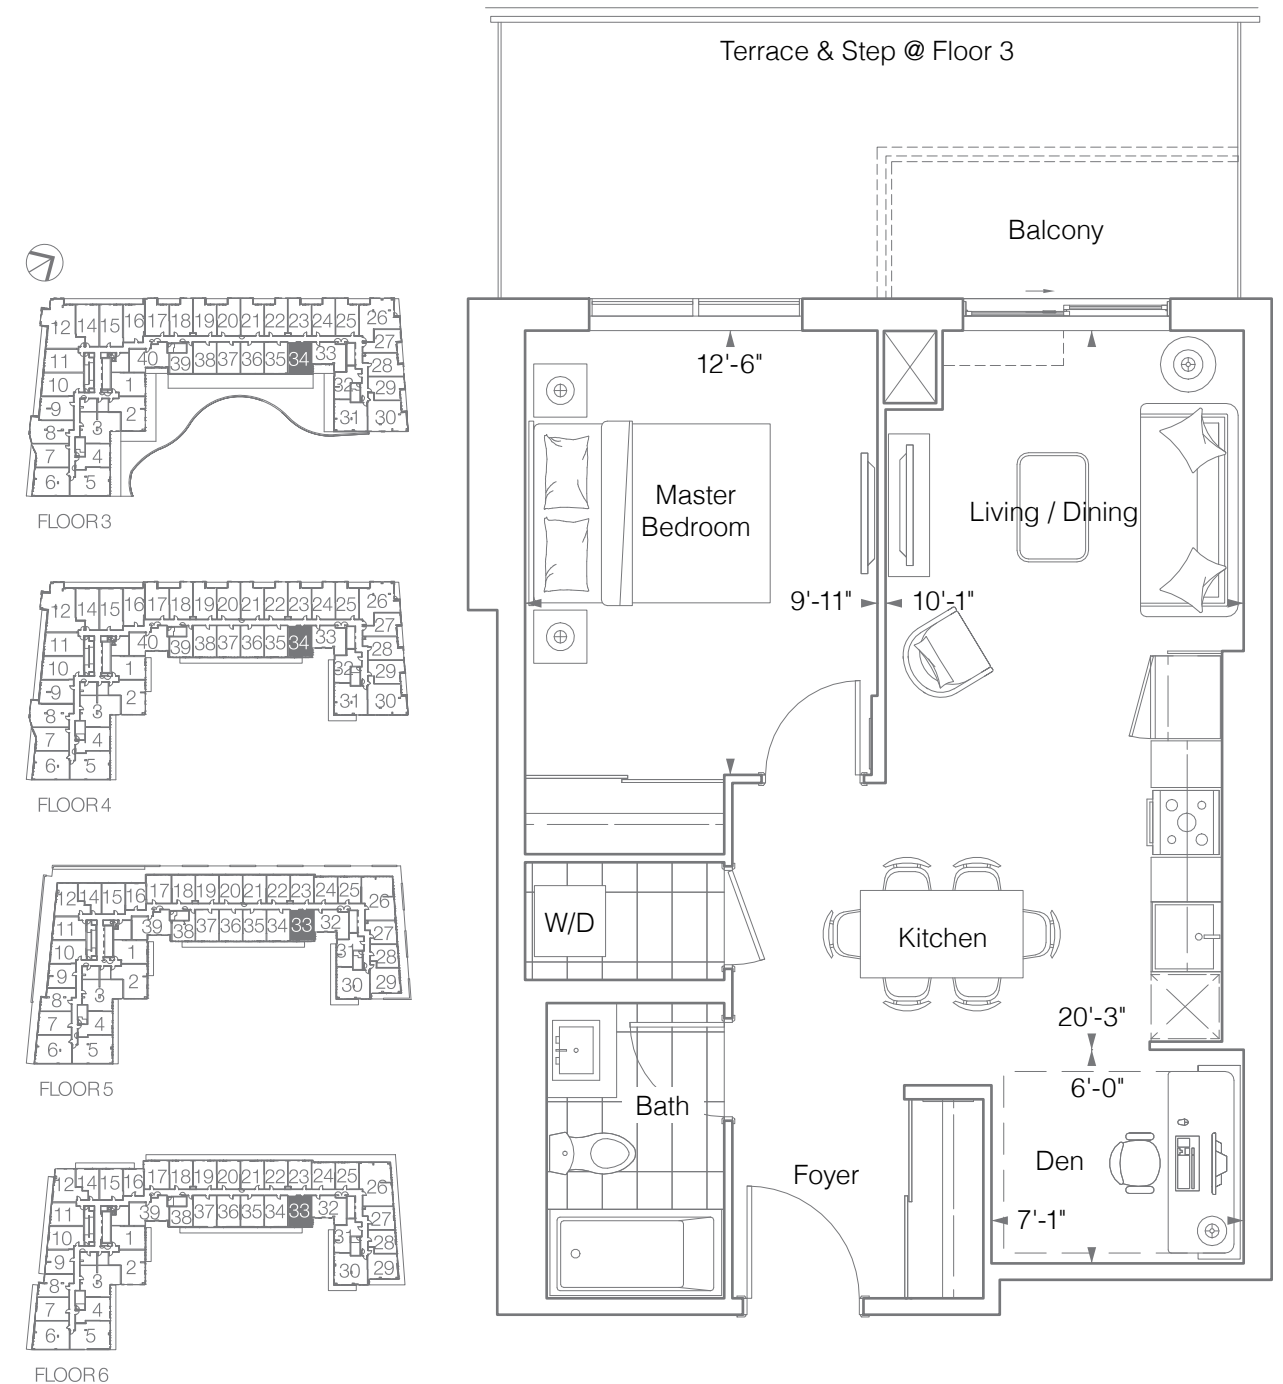 Terrace & Step @ Floor 3
Balcony
12'-6"
Master
Bedroom
Living / Dining
9'-11"
10'-1"
W/D
Kitchen
20'-3"
6'-0"
Bath
Foyer
Den
7'-1"
12 14 15 16 17 18 19 20 21 22 23 24 25 26
11 40 39 38 37 36 35 34 33 27
10 1 32 28
9 2 31 30 29
8 3
7 4
6 5
FLOOR 3
12 14 15 16 17 18 19 20 21 22 23 24 25 26
11 40 39 38 37 36 35 34 33 27
10 1 32 28
9 2 31 30 29
8 3
7 4
6 5
FLOOR 4
12 14 15 16 17 18 19 20 21 22 23 24 25 26
11 39 38 37 36 35 34 33 32 27
10 1 31 28
9 2 30 29
8 3
7 4
6 5
FLOOR 5
12 14 15 16 17 18 19 20 21 22 23 24 25 26
11 39 38 37 36 35 34 33 32 27
10 1 31 28
9 2 30 29
8 3
7 4
6 5
FLOOR 6